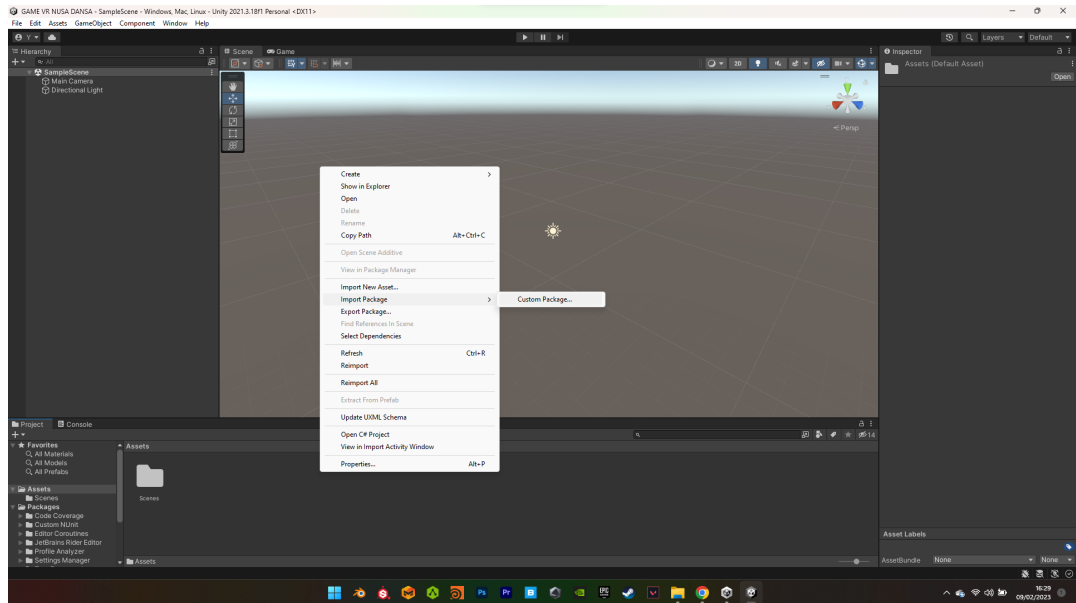 GAME VR NUSA DANSA - SampleScene - Windows, Mac, Linux - Unity 2021.3.18f1 Personal <DX11>
File Edit Assets GameObject Component Window Help
Y
Layers
Default
Hierarchy
Scene
Game
Inspector
All
2D
Assets (Default Asset)
Open
SampleScene
Main Camera
Directional Light
Persp
Create
Show in Explorer
Open
Delete
Rename
Copy Path Alt+Ctrl+C
Open Scene Additive
View in Package Manager
Import New Asset...
Import Package
Custom Package...
Export Package...
Find References In Scene
Select Dependencies
Refresh Ctrl+R
Reimport
Reimport All
Extract From Prefab
Update UXML Schema
Open C# Project
View in Import Activity Window
Properties... Alt+P
Project
Console
14
Favorites
All Materials
All Models
All Prefabs
Assets
Scenes
Packages
Code Coverage
Custom NUnit
Editor Coroutines
JetBrains Rider Editor
Profile Analyzer
Settings Manager
Assets
Scenes
Assets
Asset Labels
AssetBundle None None
Ps
Pr
EPIC
16:29
09/02/2023